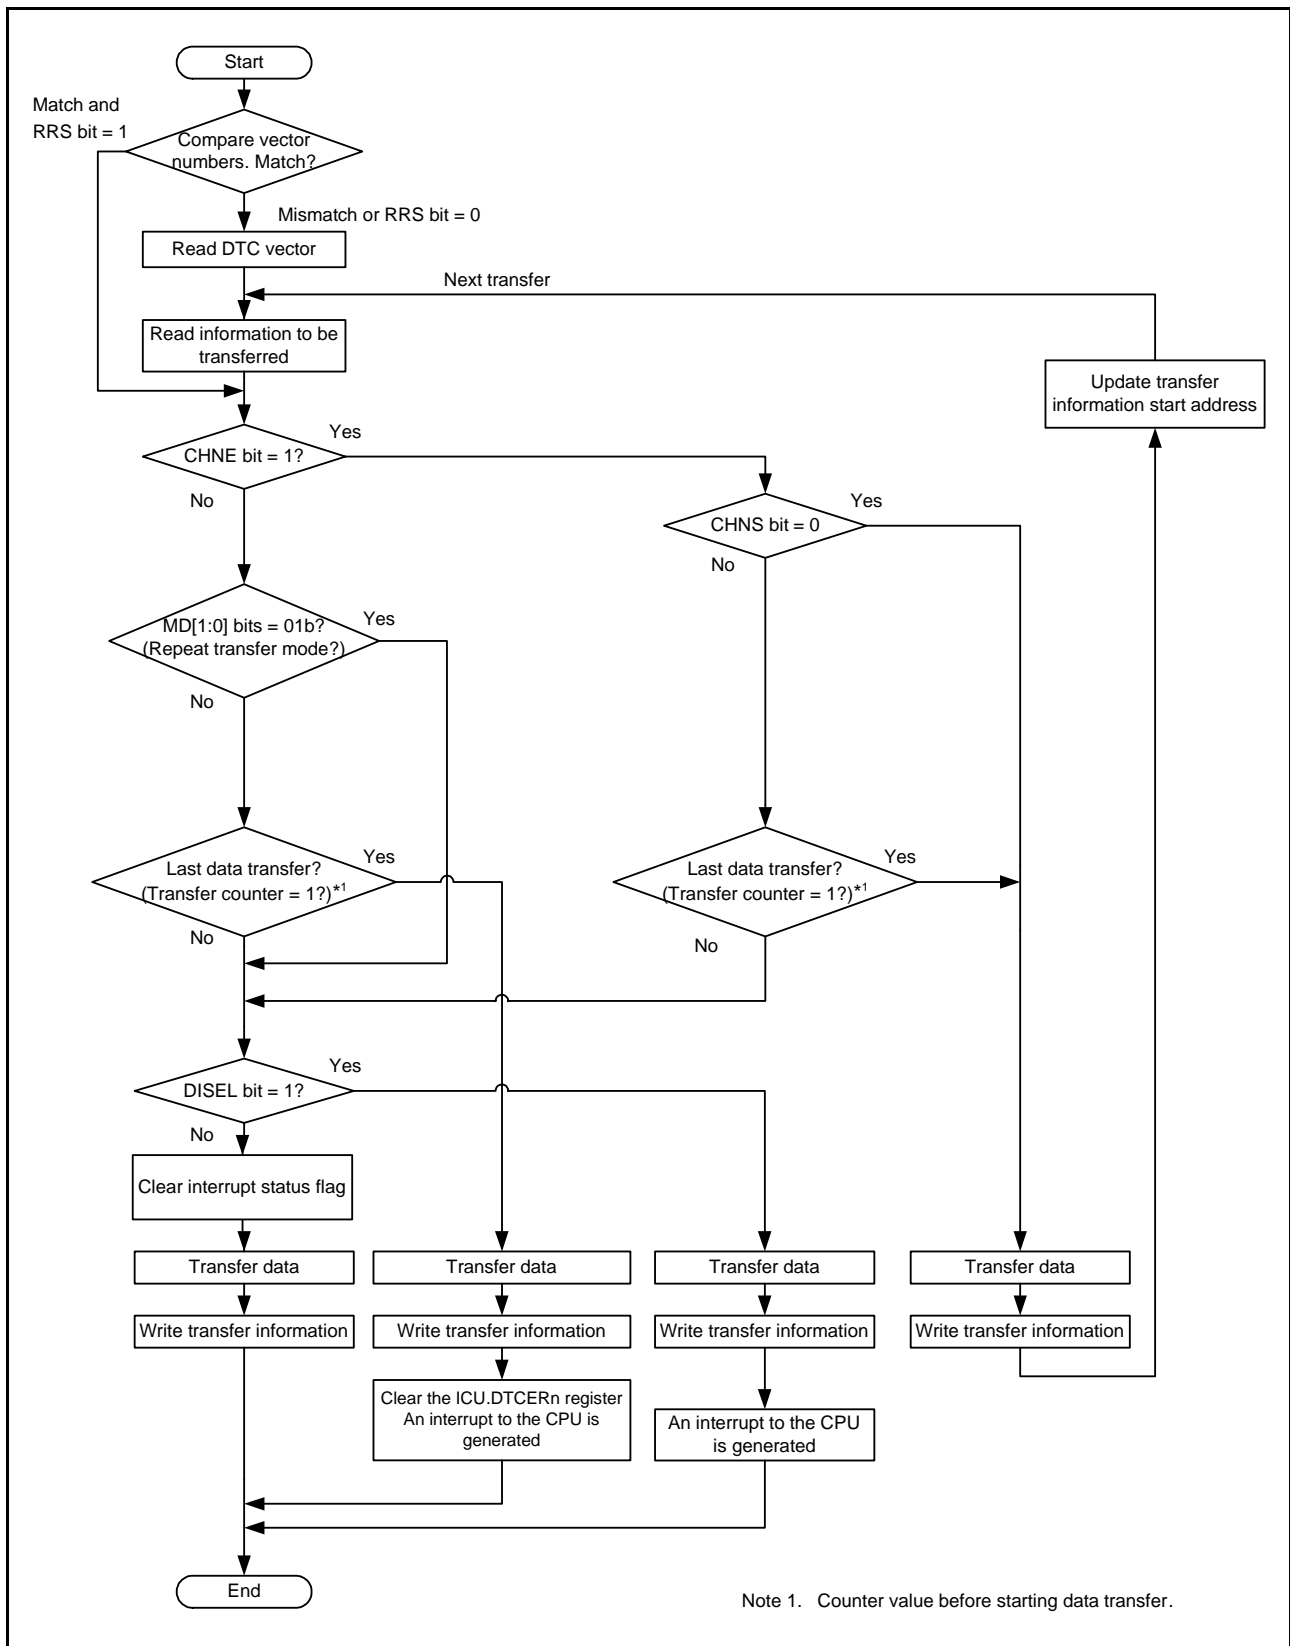 Start
Match and
RRS bit = 1
Compare vector
numbers. Match?
Mismatch or RRS bit = 0
Read DTC vector
Next transfer
Read information to be
transferred
Update transfer
information start address
Yes
CHNE bit = 1?
No
Yes
CHNS bit = 0
No
MD[1:0] bits = 01b?
(Repeat transfer mode?)
Yes
No
Last data transfer?
(Transfer counter = 1?)*1
Yes
No
Last data transfer?
(Transfer counter = 1?)*1
Yes
No
Yes
DISEL bit = 1?
No
Clear interrupt status flag
Transfer data
Transfer data
Transfer data
Transfer data
Write transfer information
Write transfer information
Write transfer information
Write transfer information
Clear the ICU.DTCERn register
An interrupt to the CPU is
generated
An interrupt to the CPU
is generated
End
Note 1. Counter value before starting data transfer.